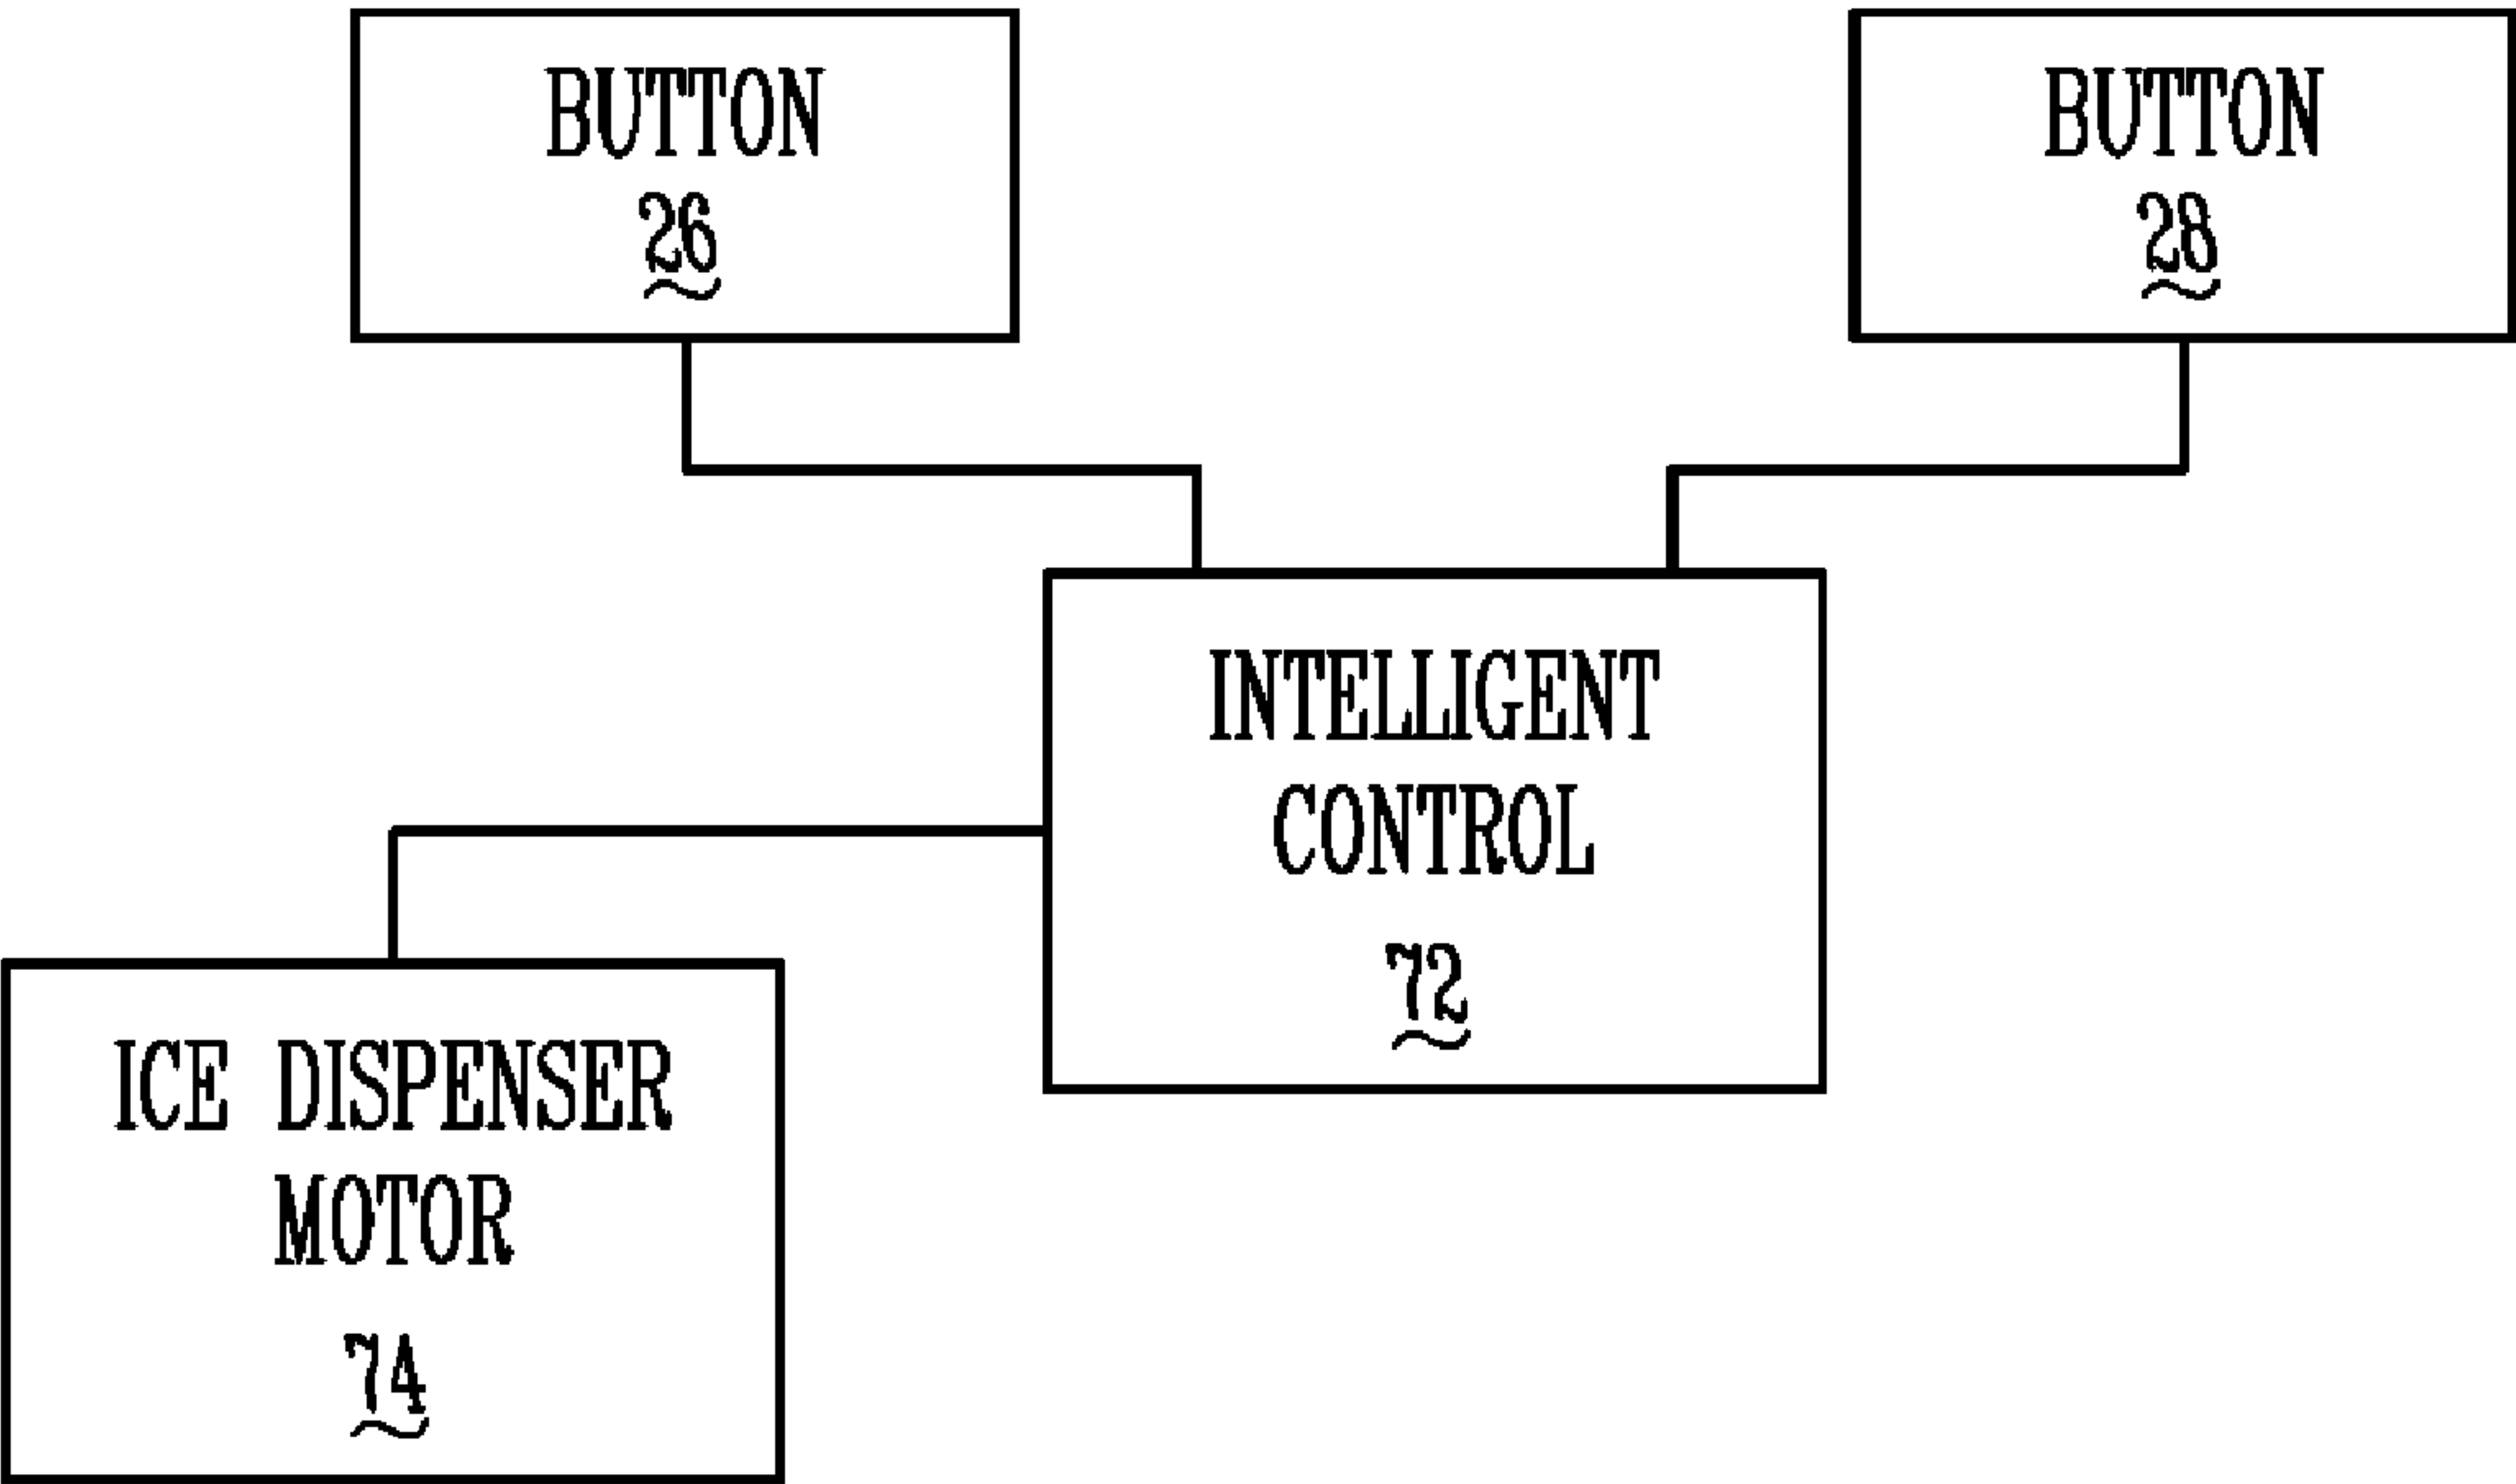 BUTTON
26
BUTTON
28
INTELLIGENT
CONTROL
72
ICE DISPENSER
MOTOR
74